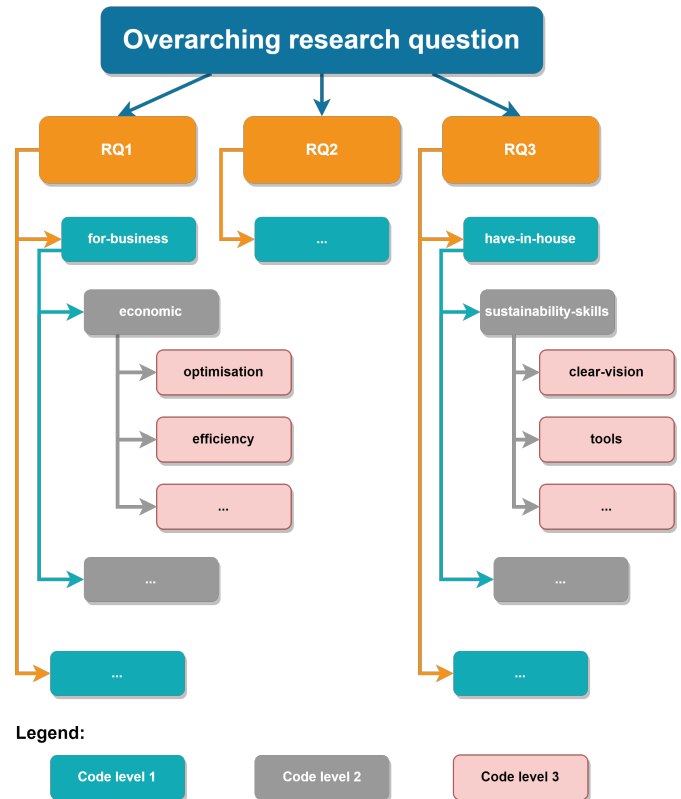 Overarching research question
RQ1
RQ2
RQ3
for-business
...
have-in-house
economic
sustainability-skills
optimisation
clear-vision
efficiency
tools
...
...
...
...
...
...
Legend:
Code level 1
Code level 2
Code level 3